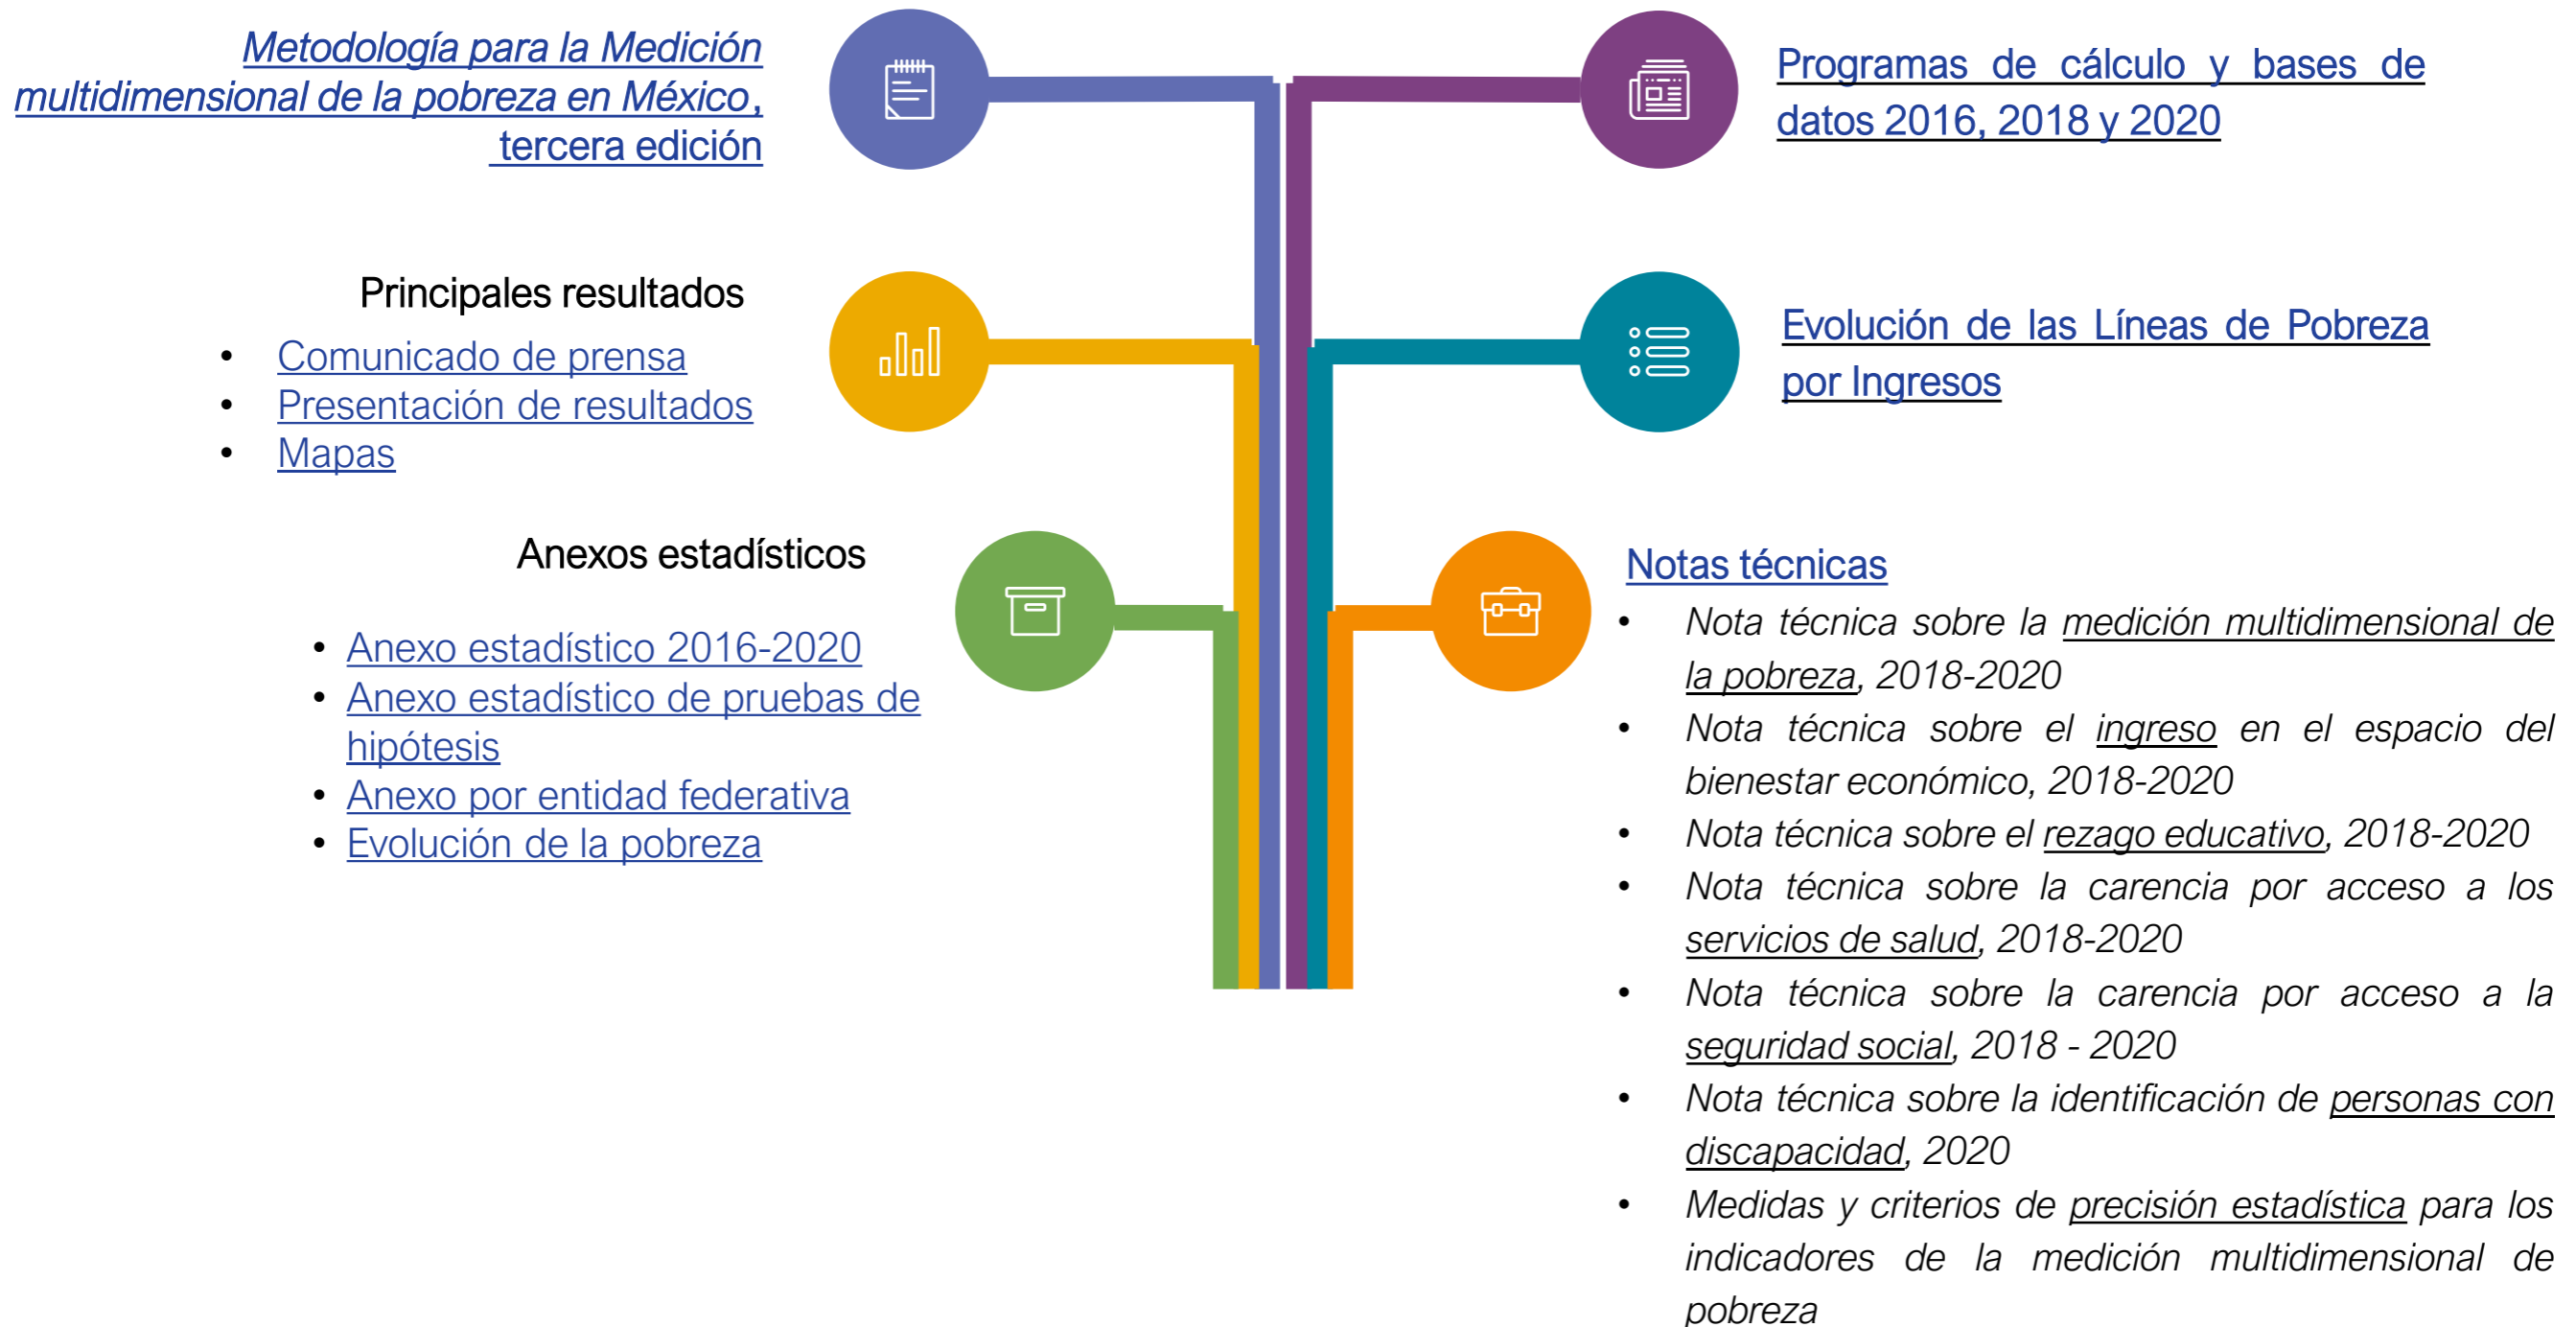 Metodología para la Medición
multidimensional de la pobreza en México,
tercera edición
Principales resultados
• Comunicado de prensa
• Presentación de resultados
• Mapas
Anexos estadísticos
• Anexo estadístico 2016-2020
• Anexo estadístico de pruebas de
hipótesis
• Anexo por entidad federativa
• Evolución de la pobreza
Programas de cálculo y bases de
datos 2016, 2018 y 2020
Evolución de las Líneas de Pobreza
por Ingresos
Notas técnicas
• Nota técnica sobre la medición multidimensional de
la pobreza, 2018-2020
• Nota técnica sobre el ingreso en el espacio del
bienestar económico, 2018-2020
• Nota técnica sobre el rezago educativo, 2018-2020
• Nota técnica sobre la carencia por acceso a los
servicios de salud, 2018-2020
• Nota técnica sobre la carencia por acceso a la
seguridad social, 2018 - 2020
• Nota técnica sobre la identificación de personas con
discapacidad, 2020
• Medidas y criterios de precisión estadística para los
indicadores de la medición multidimensional de
pobreza